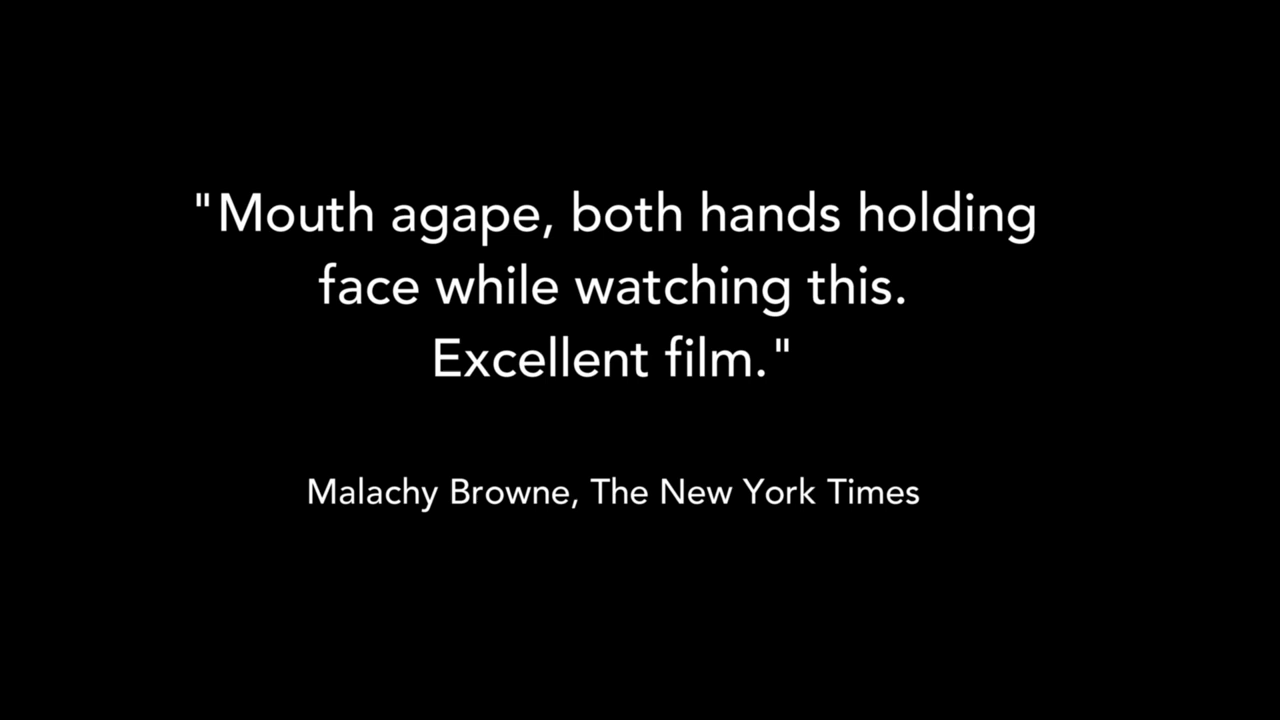 "Mouth agape, both hands holding
face while watching this.
Excellent film."
Malachy Browne, The New York Times